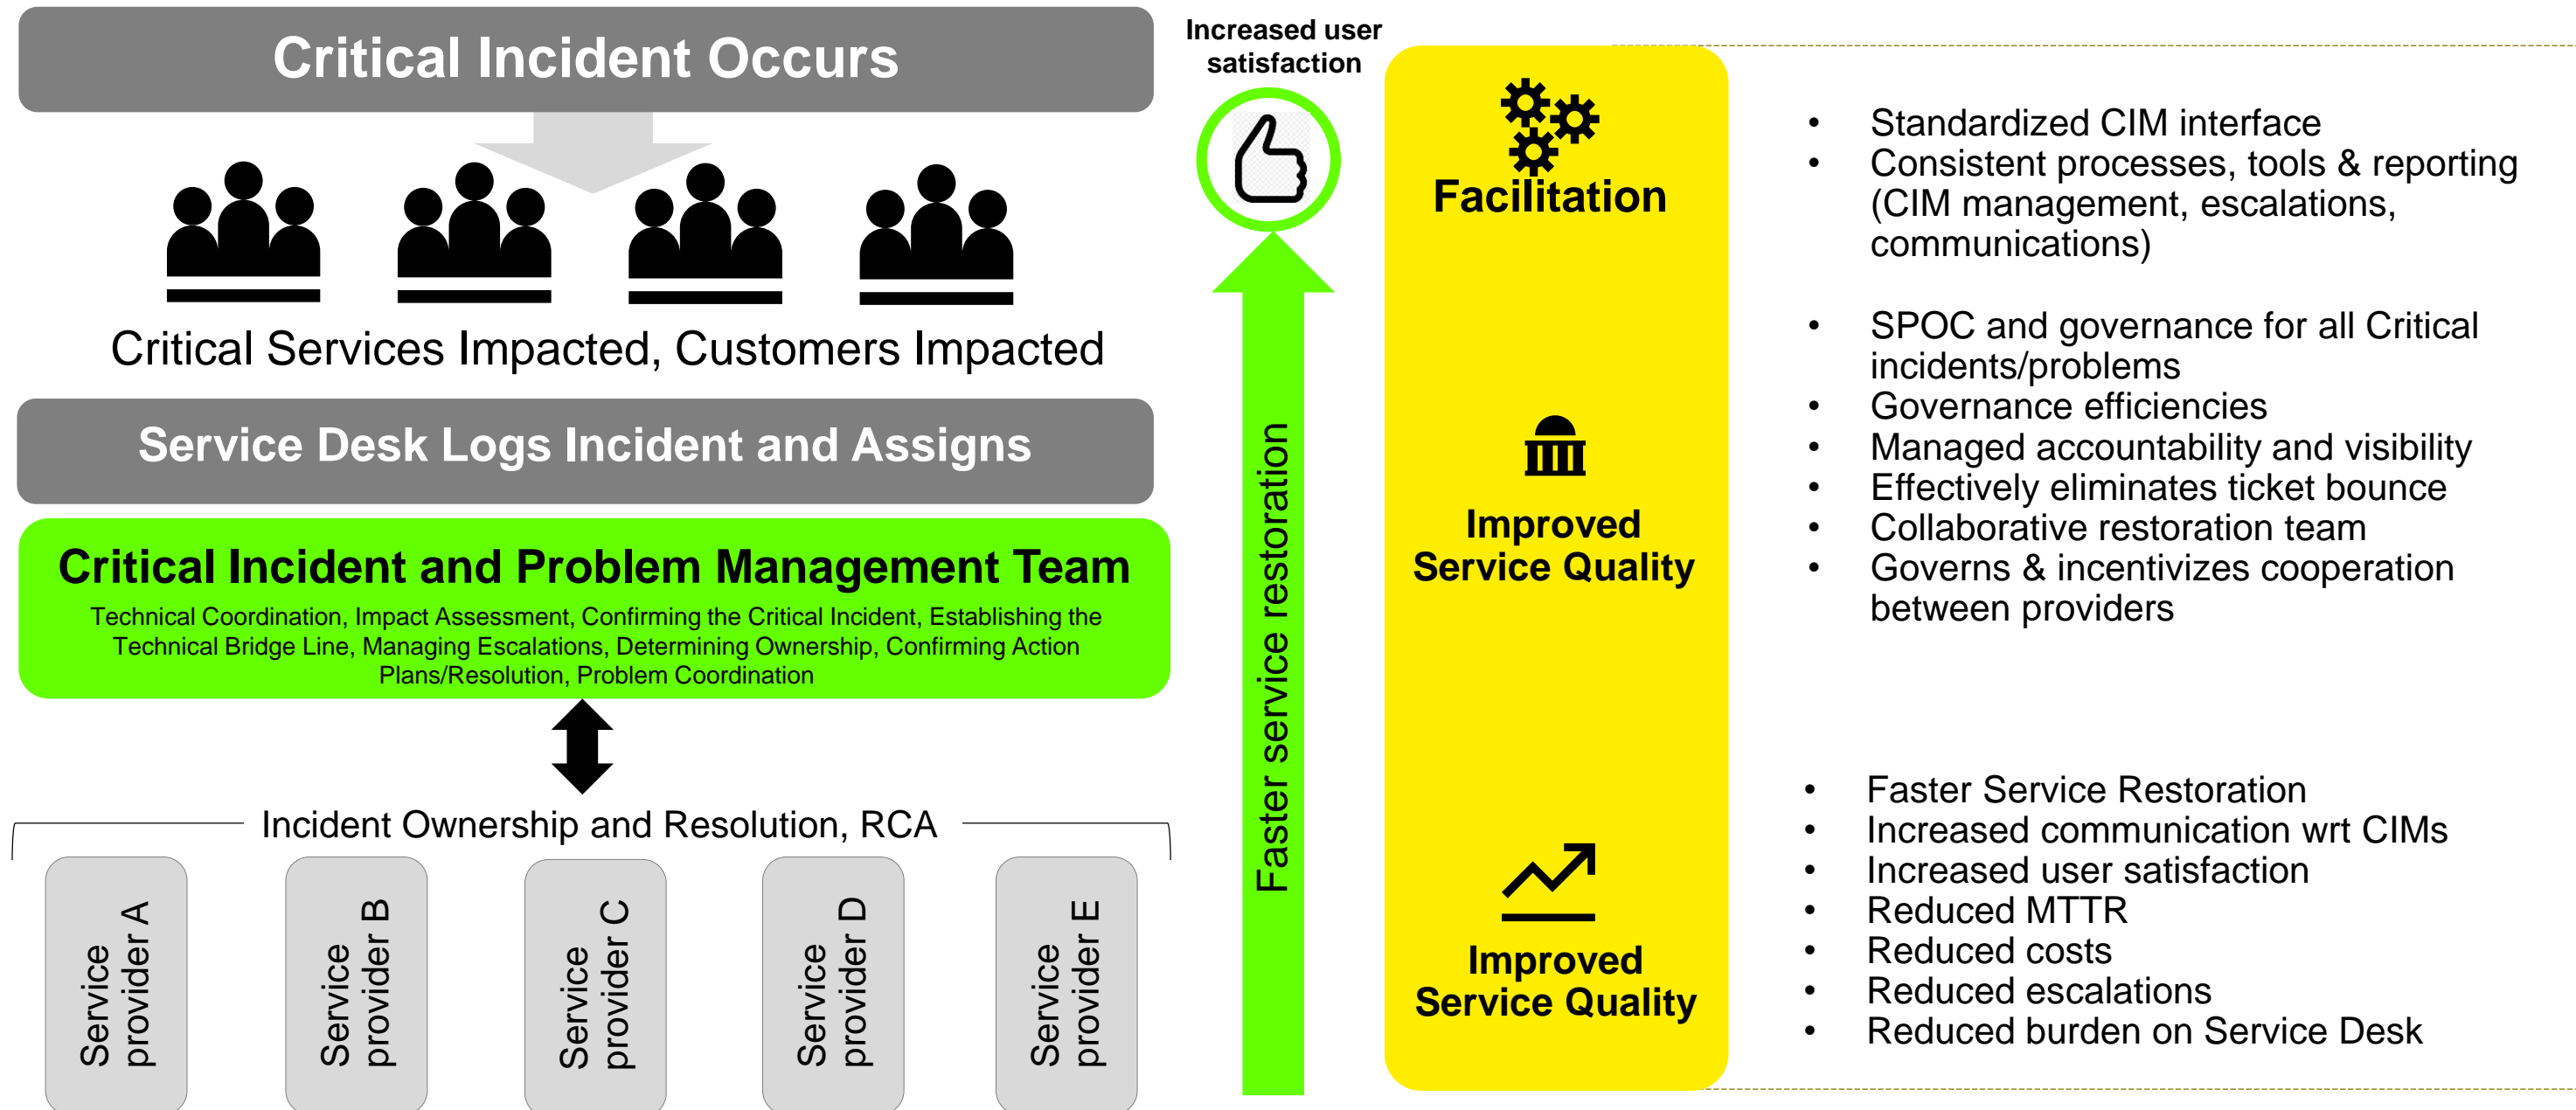 Critical Incident Occurs
Critical Services Impacted, Customers Impacted
Service Desk Logs Incident and Assigns
Critical Incident and Problem Management Team
Technical Coordination, Impact Assessment, Confirming the Critical Incident, Establishing the
Technical Bridge Line, Managing Escalations, Determining Ownership, Confirming Action
Plans/Resolution, Problem Coordination
Incident Ownership and Resolution, RCA
Service
provider A
Service
provider B
Service
provider C
Service
provider D
Service
provider E
Increased user
satisfaction
Faster service restoration
Facilitation
• Standardized CIM interface
• Consistent processes, tools & reporting
(CIM management, escalations,
communications)
Improved
Service Quality
• SPOC and governance for all Critical
incidents/problems
• Governance efficiencies
• Managed accountability and visibility
• Effectively eliminates ticket bounce
• Collaborative restoration team
• Governs & incentivizes cooperation
between providers
Improved
Service Quality
• Faster Service Restoration
• Increased communication wrt CIMs
• Increased user satisfaction
• Reduced MTTR
• Reduced costs
• Reduced escalations
• Reduced burden on Service Desk